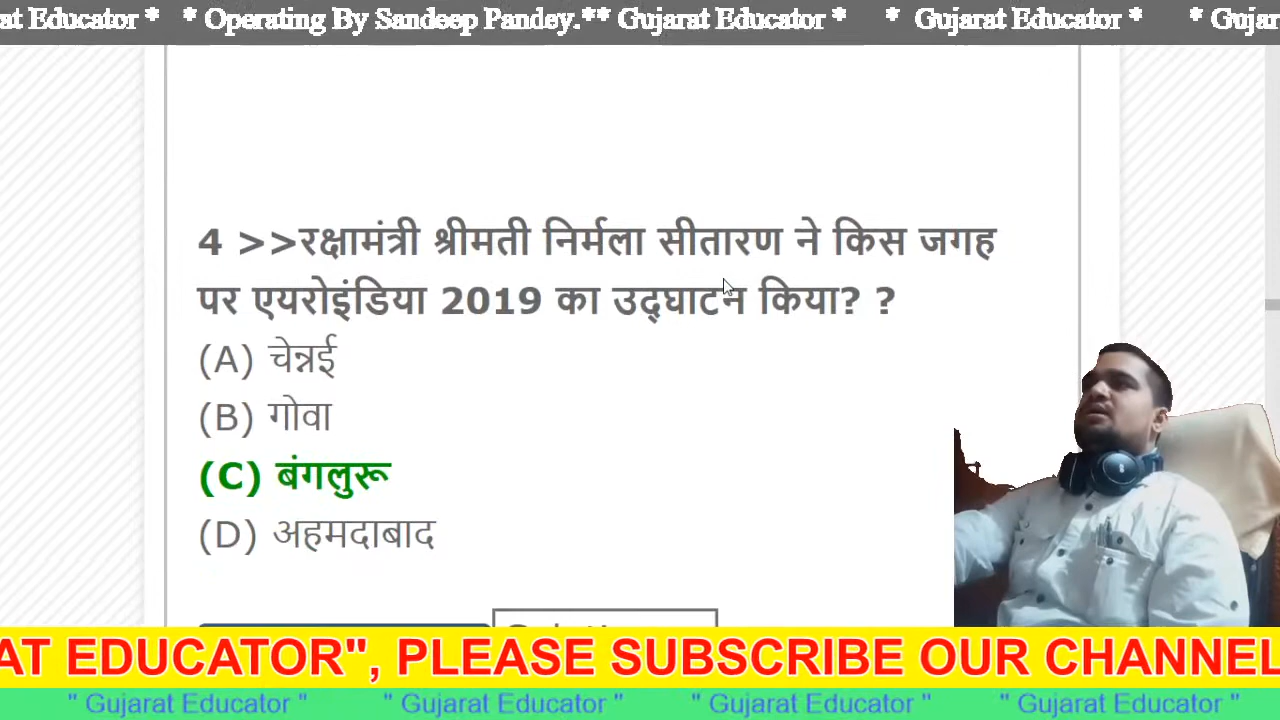 at Educator * * Operating By Sandeep Pandey.** Gujarat Educator * * Gujarat Educator * * Gujar
4 >>रक्षामंत्री श्रीमती निर्मला सीतारण ने किस जगह
पर एयरोइंडिया 2019 का उद्घाटन किया? ?
(A) चेन्नई
(B) गोवा
(C) बंगलुरू
(D) अहमदाबाद
AT EDUCATOR", PLEASE SUBSCRIBE OUR CHANNEL
" Gujarat Educator " " Gujarat Educator " " Gujarat Educator " " Gujarat Educator "